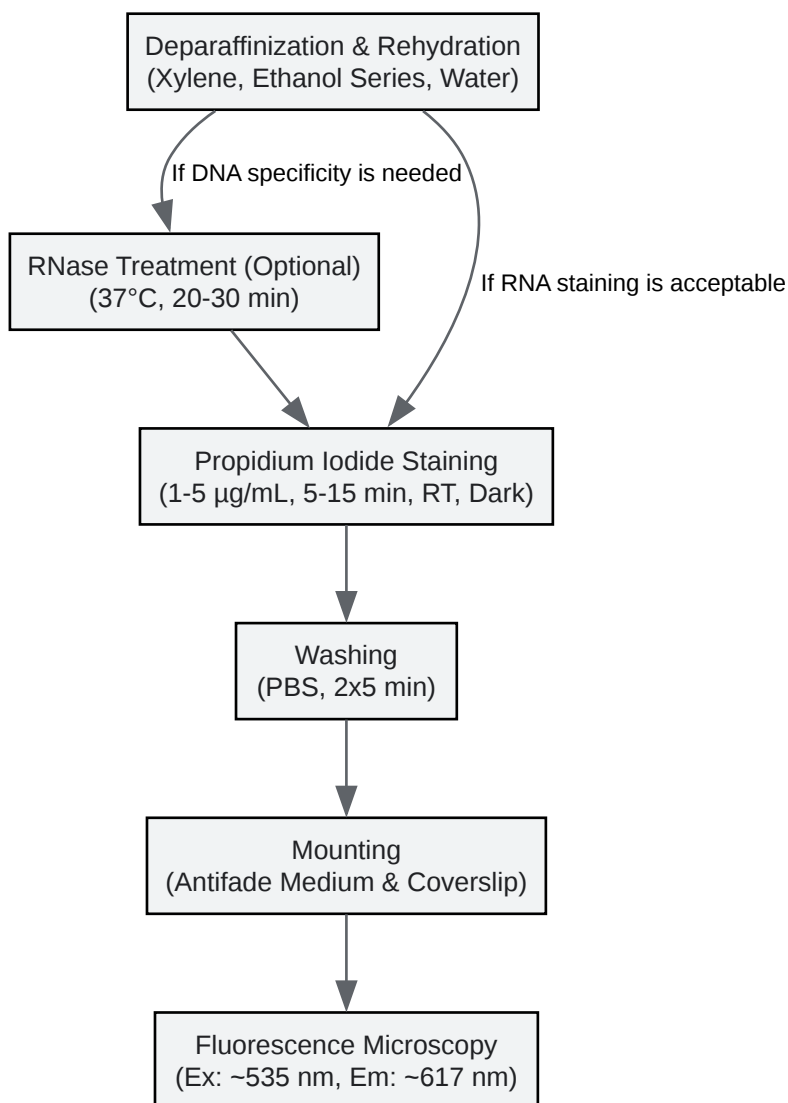 Deparaffinization & Rehydration
(Xylene, Ethanol Series, Water)
If DNA specificity is needed
RNase Treatment (Optional)
(37°C, 20-30 min)
If RNA staining is acceptable
Propidium Iodide Staining
(1-5 µg/mL, 5-15 min, RT, Dark)
Washing
(PBS, 2x5 min)
Mounting
(Antifade Medium & Coverslip)
Fluorescence Microscopy
(Ex: ~535 nm, Em: ~617 nm)